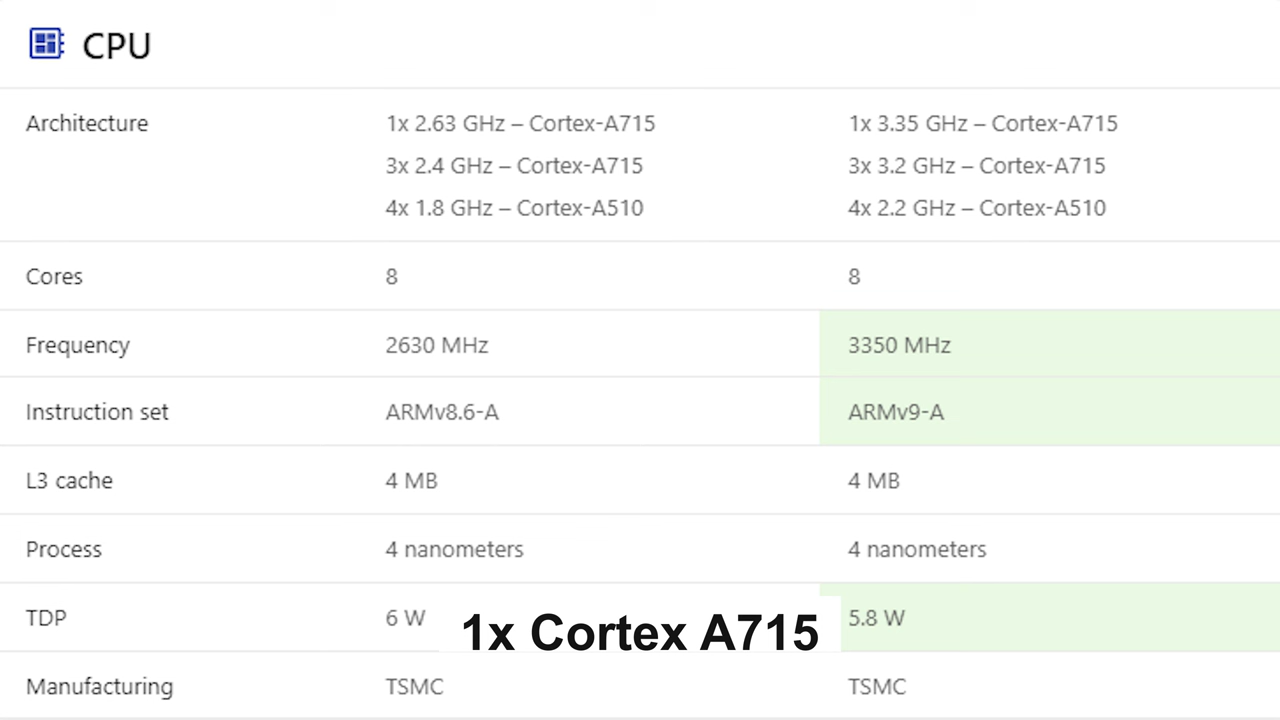 CPU
Architecture 1x 2.63 GHz – Cortex-A715 1x 3.35 GHz – Cortex-A715
3x 2.4 GHz – Cortex-A715 3x 3.2 GHz – Cortex-A715
4x 1.8 GHz – Cortex-A510 4x 2.2 GHz – Cortex-A510
Cores 8 8
Frequency 2630 MHz 3350 MHz
Instruction set ARMv8.6-A ARMv9-A
L3 cache 4 MB 4 MB
Process 4 nanometers 4 nanometers
TDP 6 W 5.8 W
1x Cortex A715
Manufacturing TSMC TSMC